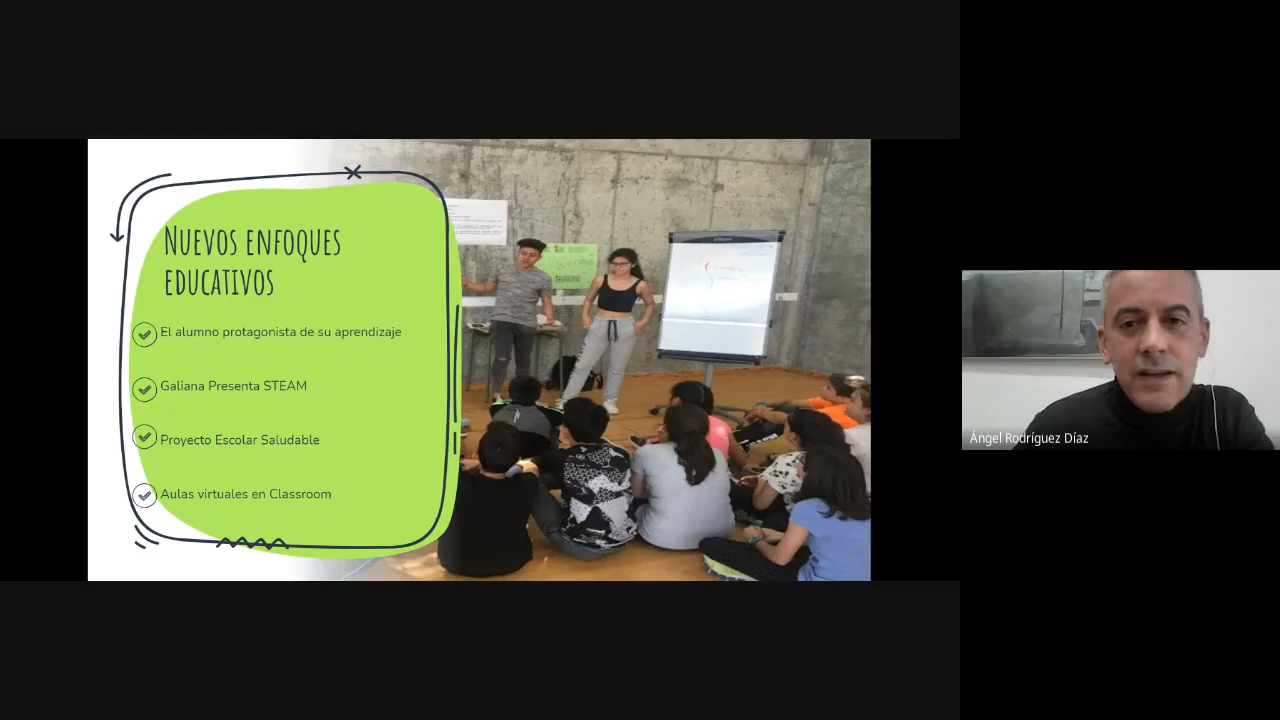 Nuevos enfoques
educativos
El alumno protagonista de su aprendizaje
Galiana Presenta STEAM
Proyecto Escolar Saludable
Aulas virtuales en Classroom
Ángel Rodríguez Díaz